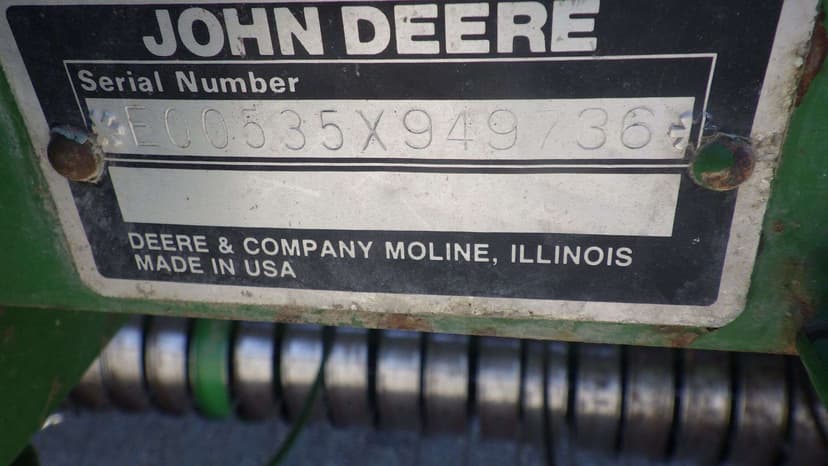 JOHN DEERE
Serial Number
*E00535X949736*
DEERE & COMPANY MOLINE, ILLINOIS
MADE IN USA